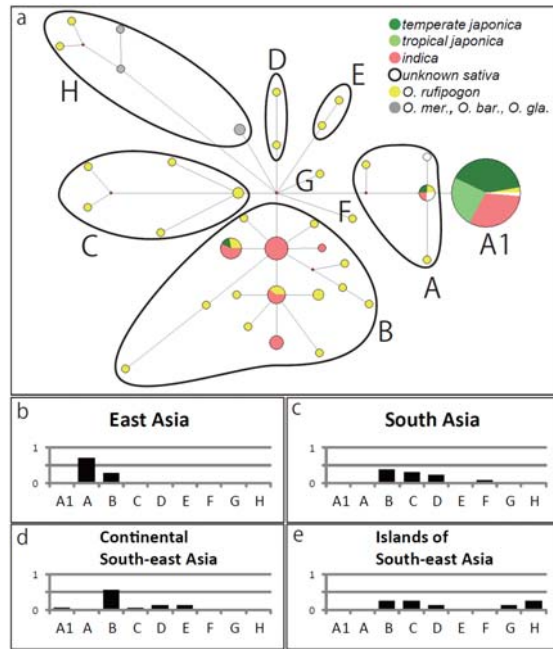 a
temperate japonica
tropical japonica
indica
unknown sativa
O. rufipogon
O. mer., O. bar., O. gla.
H
D
E
G
F
C
A1
A
B
b
East Asia
1
0
A1 A B C D E F G H
c
South Asia
1
0
A1 A B C D E F G H
d
Continental
South-east Asia
1
0
A1 A B C D E F G H
e
Islands of
South-east Asia
1
0
A1 A B C D E F G H